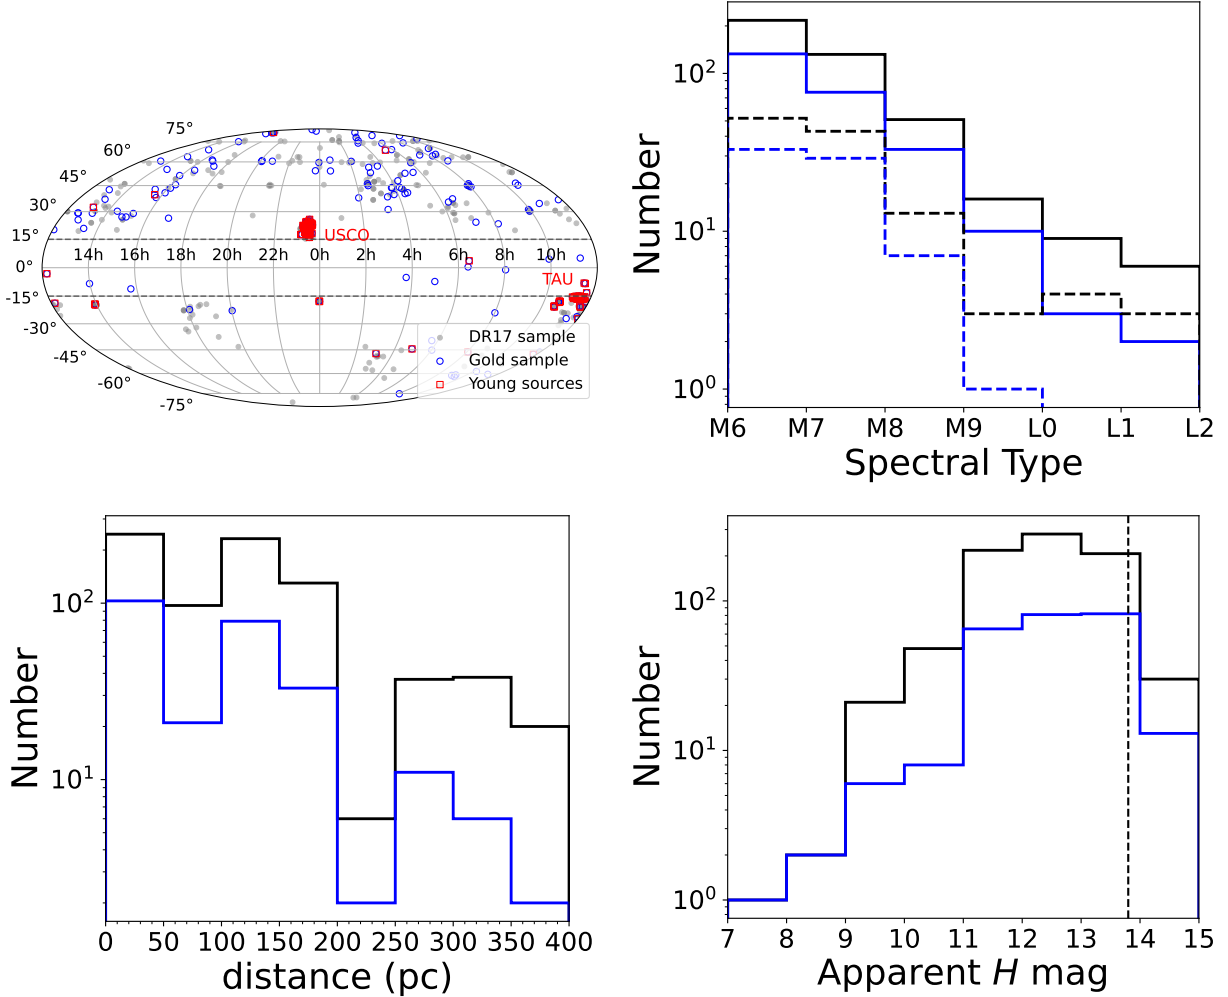 75°
60°
45°
30°
15°
0°
-15°
-30°
-45°
-60°
-75°
14h 16h 18h 20h 22h 0h 2h 4h 6h 8h 10h
USCO
TAU
DR17 sample
Gold sample
Young sources
Number
10²
10¹
10⁰
M6 M7 M8 M9 L0 L1 L2
Spectral Type
Number
10²
10¹
0 50 100 150 200 250 300 350 400
distance (pc)
Number
10²
10¹
10⁰
7 8 9 10 11 12 13 14 15
Apparent H mag